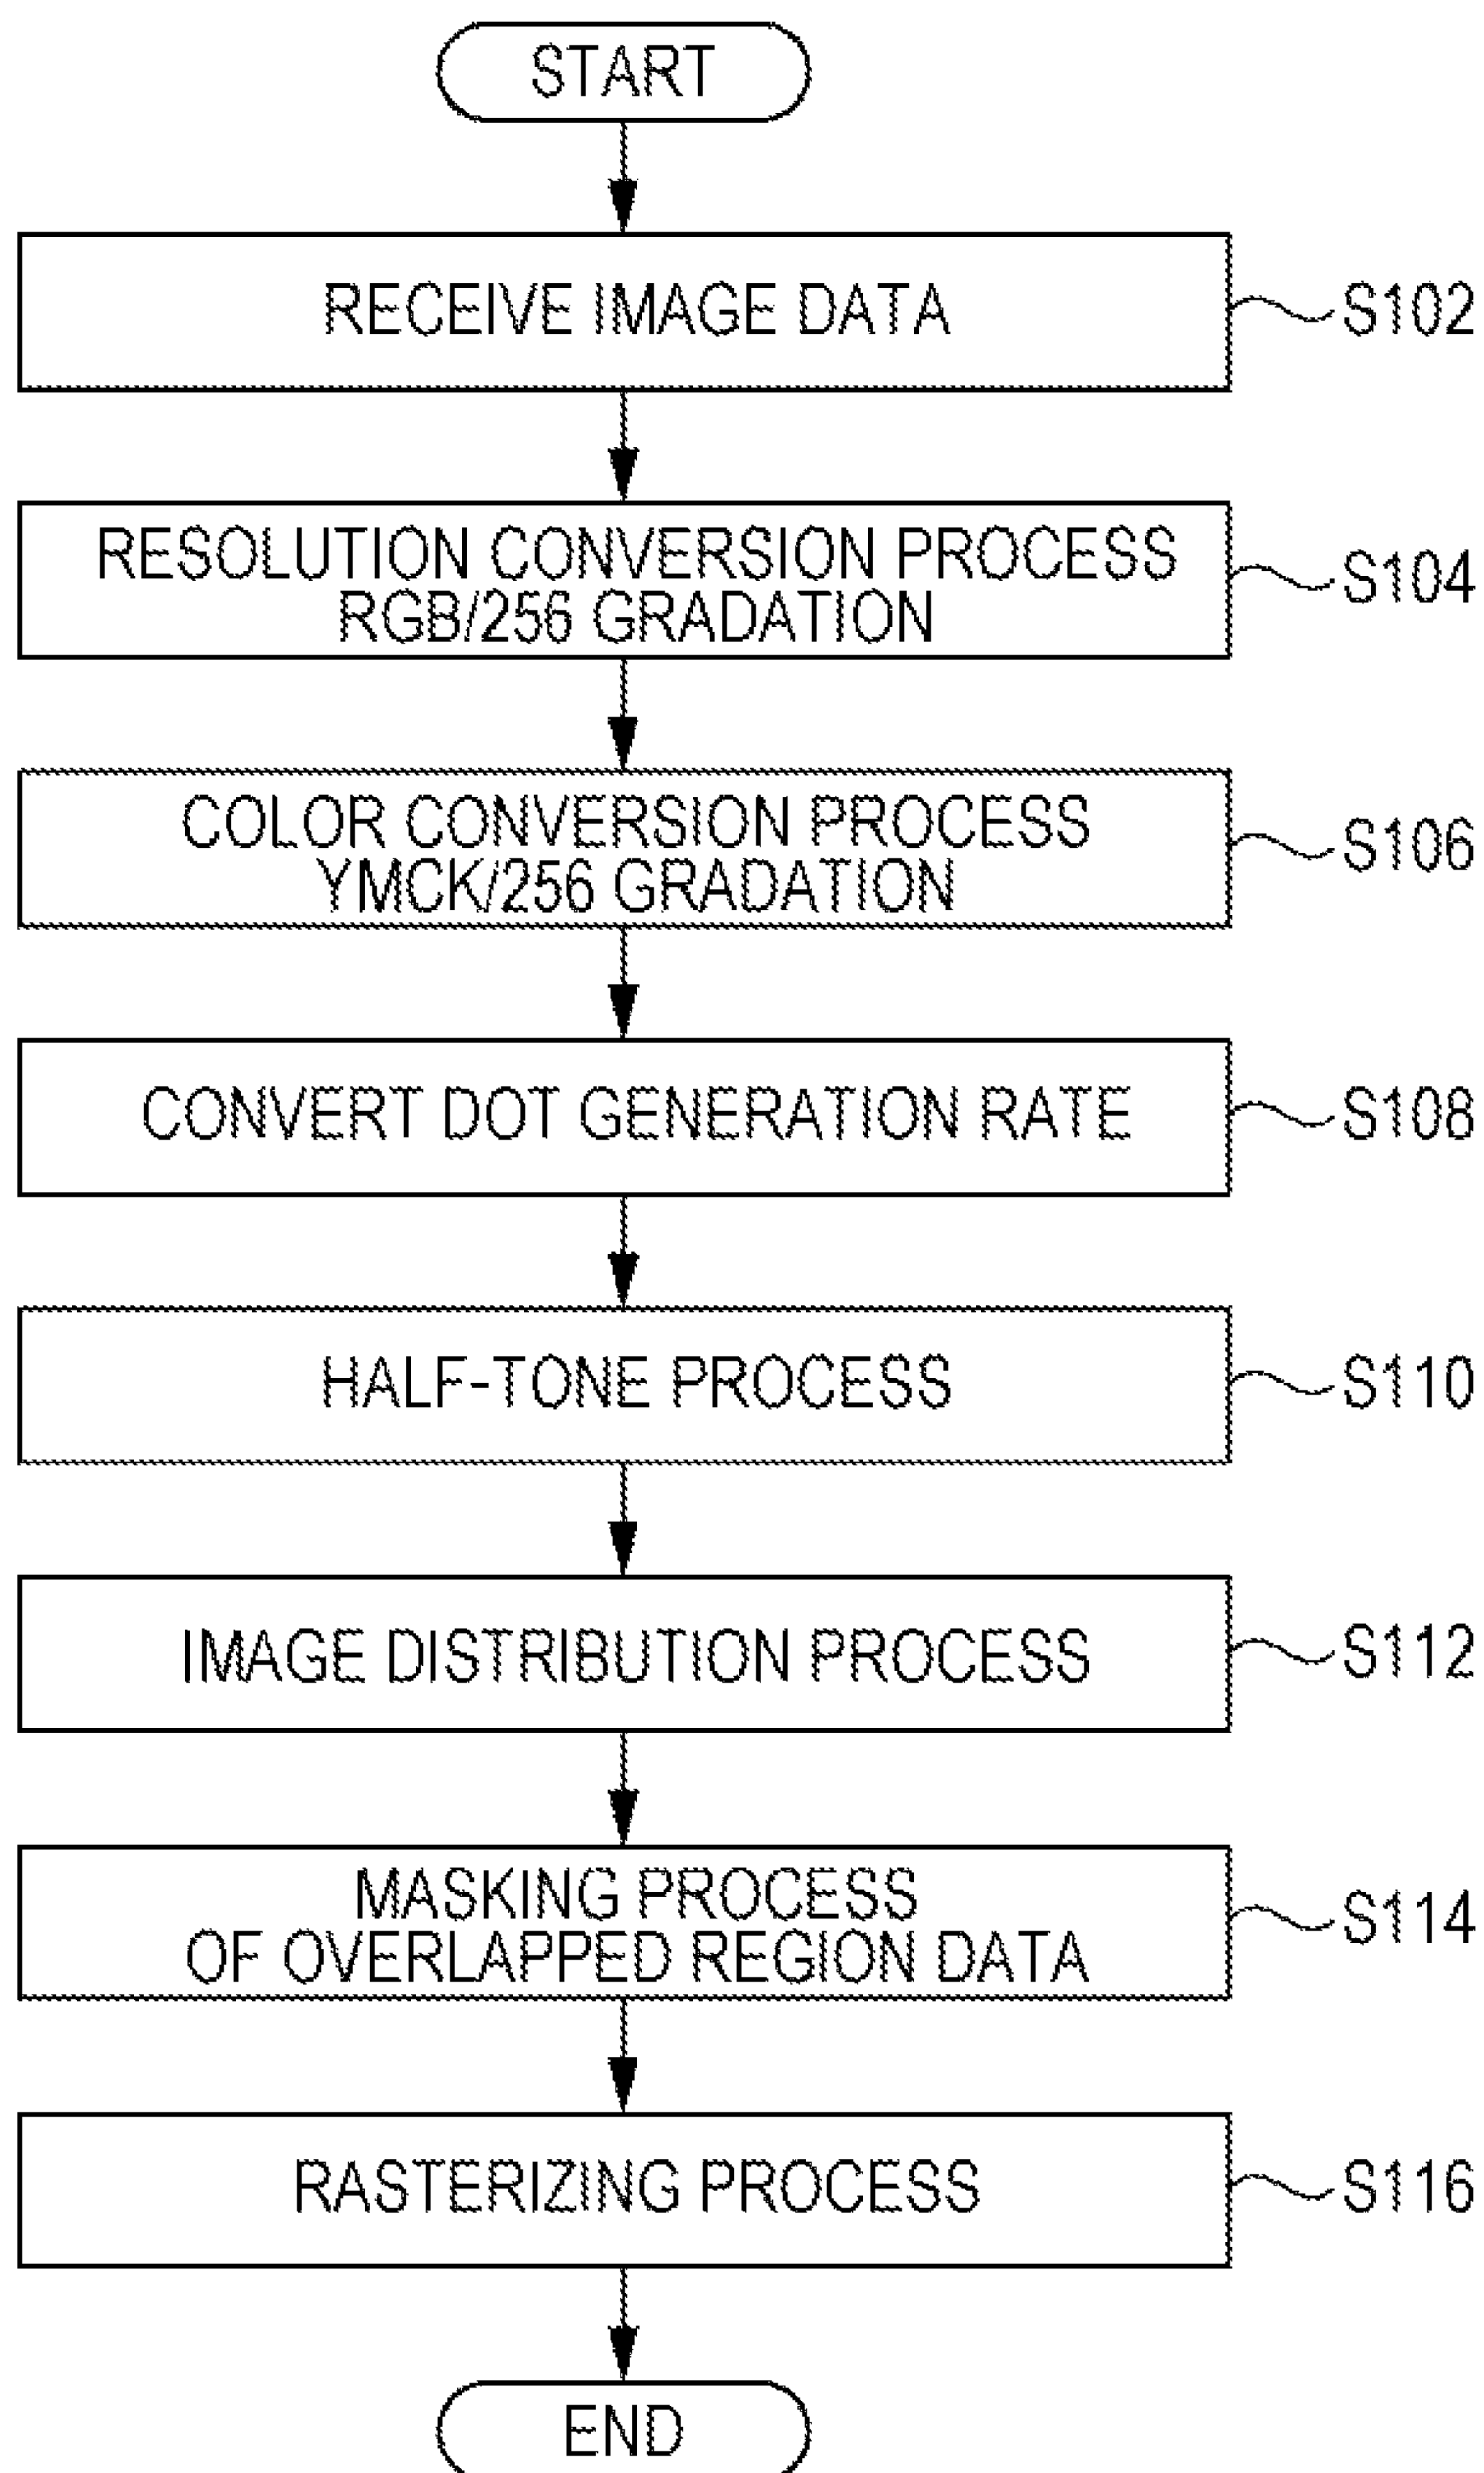 START
RECEIVE IMAGE DATA
S102
RESOLUTION CONVERSION PROCESS
RGB/256 GRADATION
S104
COLOR CONVERSION PROCESS
YMCK/256 GRADATION
S106
CONVERT DOT GENERATION RATE
S108
HALF-TONE PROCESS
S110
IMAGE DISTRIBUTION PROCESS
S112
MASKING PROCESS
OF OVERLAPPED REGION DATA
S114
RASTERIZING PROCESS
S116
END